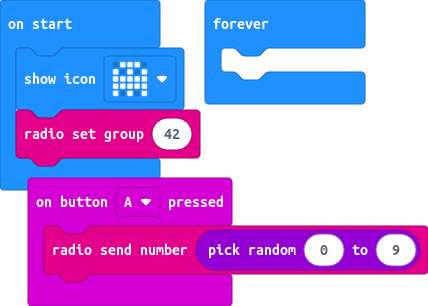 on start
forever
show icon
radio set group 42
on button A pressed
radio send number pick random 0 to 9